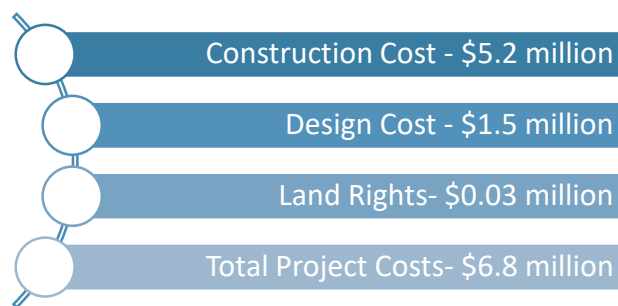 Construction Cost - $5.2 million
Design Cost - $1.5 million
Land Rights- $0.03 million
Total Project Costs- $6.8 million